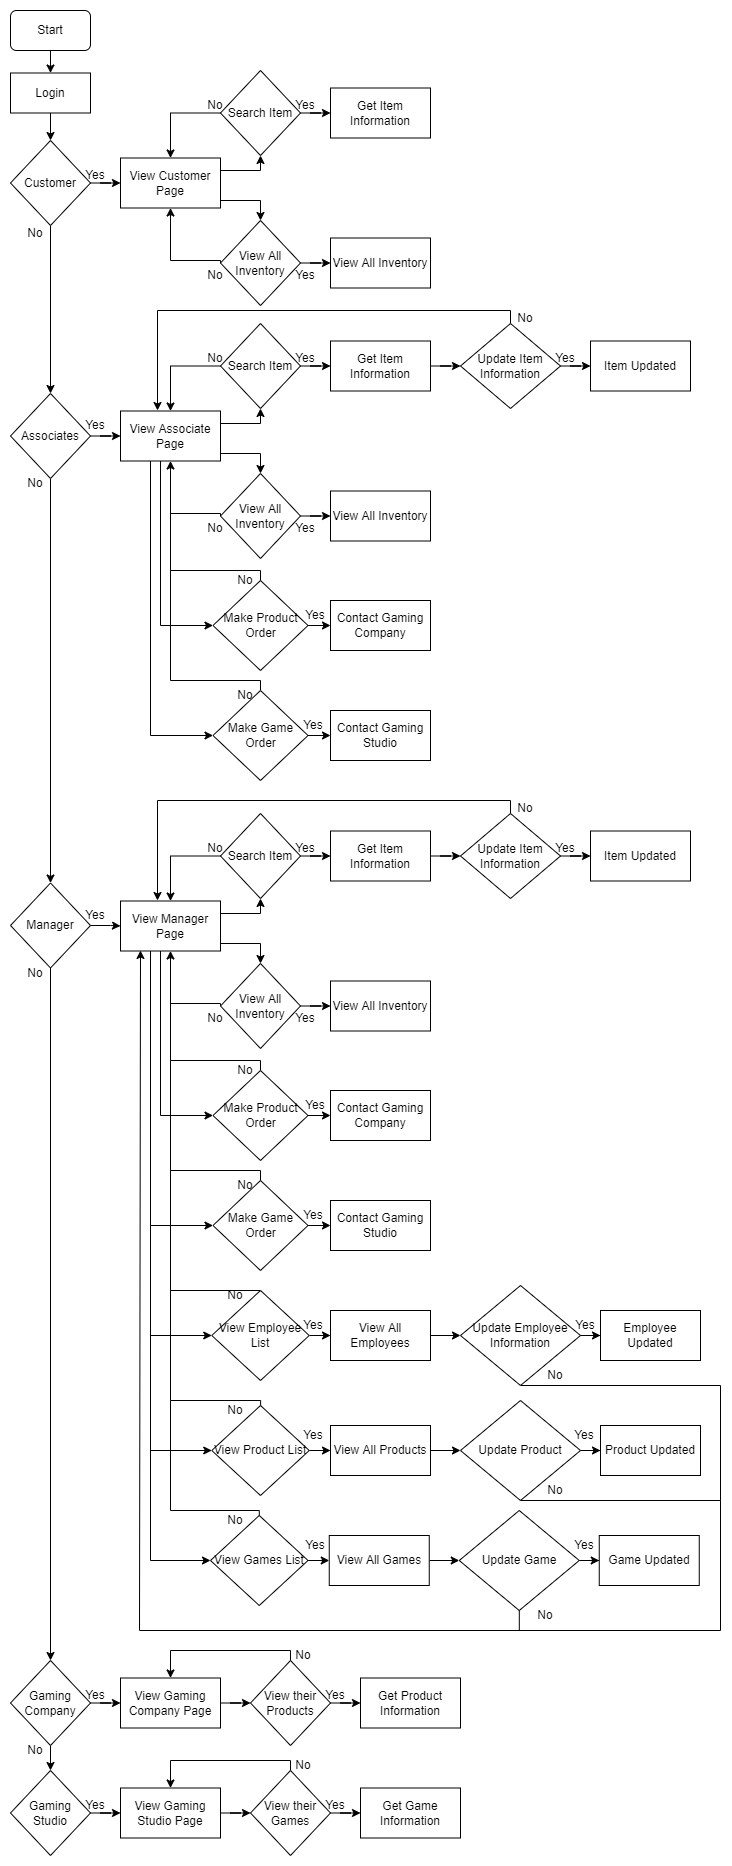 Start
Login
Customer
Yes
No
View Customer
Page
No
Search Item
Yes
Get Item
Information
View All
Inventory
No
Yes
View All Inventory
Associates
Yes
No
View Associate
Page
No
Search Item
Yes
Get Item
Information
No
Update Item
Information
Yes
Item Updated
View All
Inventory
No
Yes
View All Inventory
No
Make Product
Order
Yes
Contact Gaming
Company
No
Make Game
Order
Yes
Contact Gaming
Studio
Manager
Yes
No
View Manager
Page
No
Search Item
Yes
Get Item
Information
No
Update Item
Information
Yes
Item Updated
View All
Inventory
No
Yes
View All Inventory
No
Make Product
Order
Yes
Contact Gaming
Company
No
Make Game
Order
Yes
Contact Gaming
Studio
No
View Employee
List
Yes
View All
Employees
Update Employee
Information
Yes
Employee
Updated
No
No
View Product List
Yes
View All Products
Update Product
Yes
Product Updated
No
No
View Games List
Yes
View All Games
Update Game
Yes
Game Updated
No
Gaming
Company
Yes
No
View Gaming
Company Page
No
View their
Products
Yes
Get Product
Information
Gaming
Studio
Yes
View Gaming
Studio Page
No
View their
Games
Yes
Get Game
Information